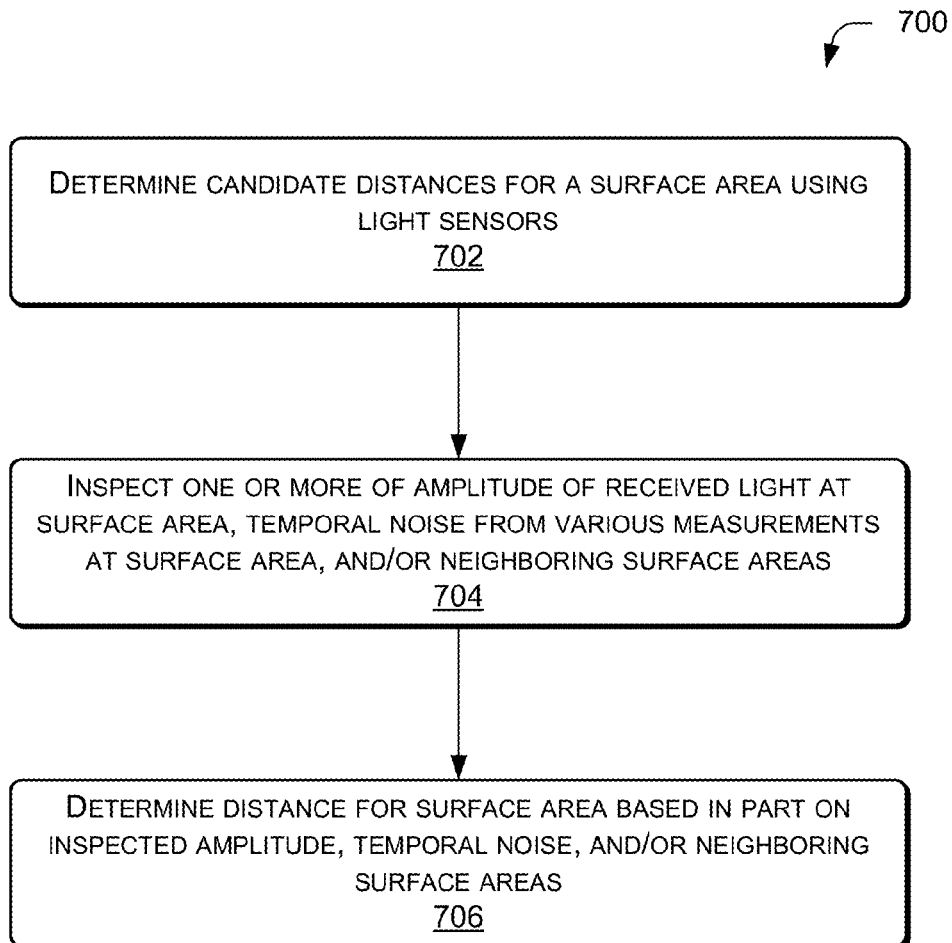 700
DETERMINE CANDIDATE DISTANCES FOR A SURFACE AREA USING
LIGHT SENSORS
702
INSPECT ONE OR MORE OF AMPLITUDE OF RECEIVED LIGHT AT
SURFACE AREA, TEMPORAL NOISE FROM VARIOUS MEASUREMENTS
AT SURFACE AREA, AND/OR NEIGHBORING SURFACE AREAS
704
DETERMINE DISTANCE FOR SURFACE AREA BASED IN PART ON
INSPECTED AMPLITUDE, TEMPORAL NOISE, AND/OR NEIGHBORING
SURFACE AREAS
706